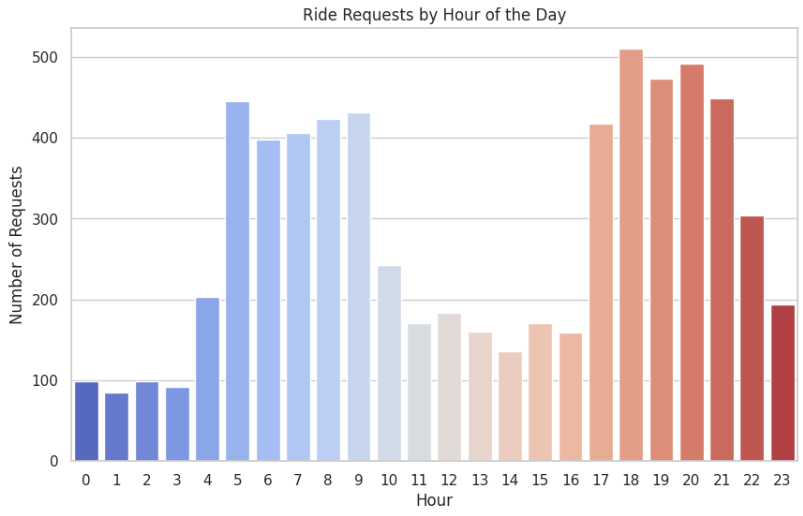 Ride Requests by Hour of the Day
Number of Requests
500
400
300
200
100
0
0 1 2 3 4 5 6 7 8 9 10 11 12 13 14 15 16 17 18 19 20 21 22 23
Hour